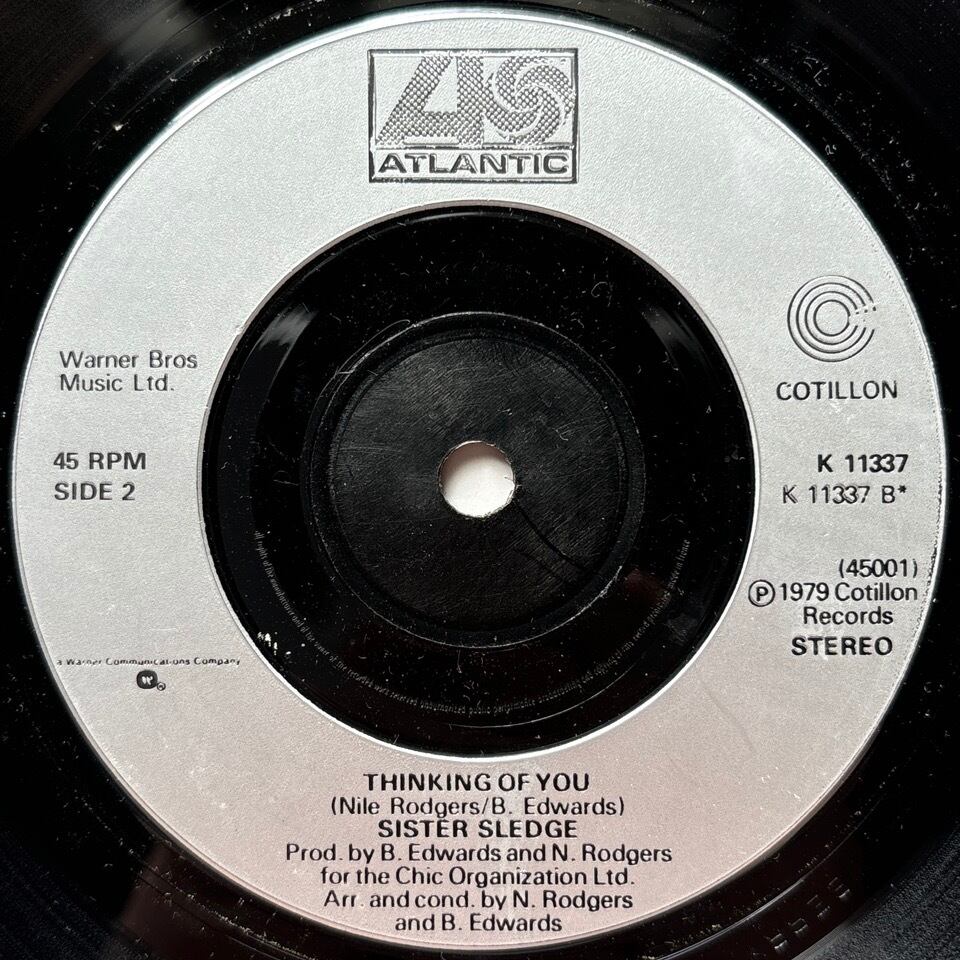 ATLANTIC
COTILLON
Warner Bros
Music Ltd.
45 RPM
SIDE 2
K 11337
K 11337 B*
(45001)
Ⓟ 1979 Cotillon
Records
STEREO
a Warner Communications Company
THINKING OF YOU
(Nile Rodgers/B. Edwards)
SISTER SLEDGE
Prod. by B. Edwards and N. Rodgers
for the Chic Organization Ltd.
Arr. and cond. by N. Rodgers
and B. Edwards